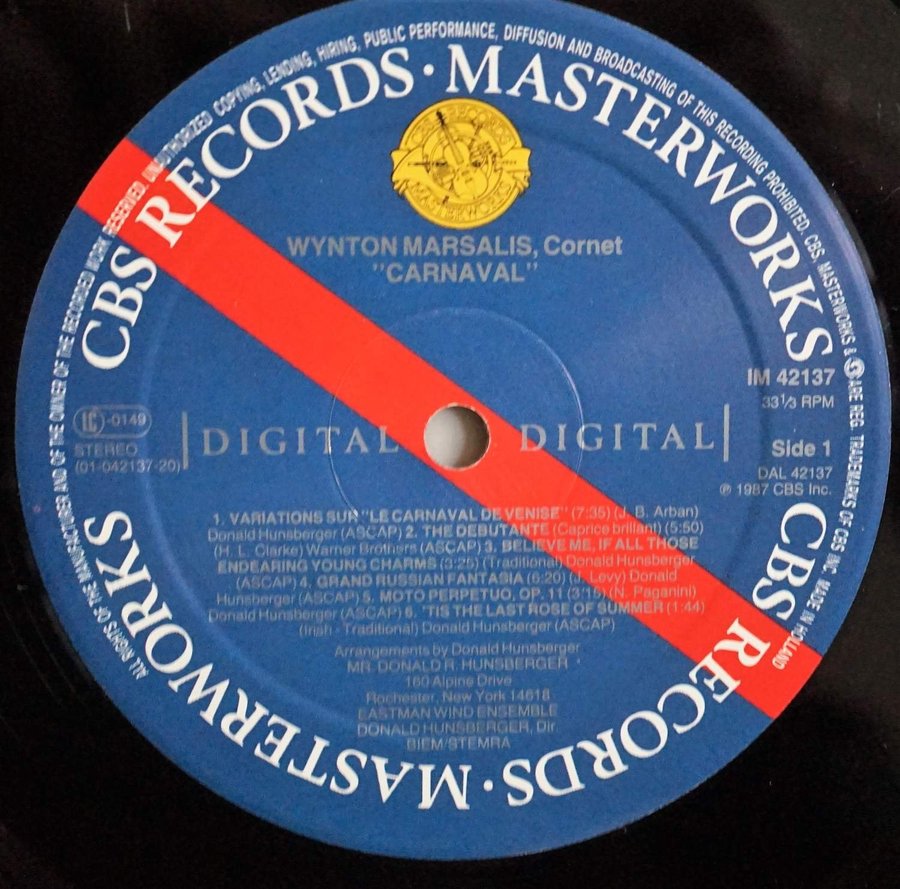 ALL RIGHTS OF THE MANUFACTURER AND OF THE OWNER OF THE RECORDED WORK RESERVED. UNAUTHORIZED COPYING, LENDING, HIRING, PUBLIC PERFORMANCE, DIFFUSION AND BROADCASTING OF THIS RECORDING PROHIBITED. CBS, MASTERWORKS & ARE REG. TRADEMARKS OF CBS INC. MADE IN HOLLAND
CBS RECORDS · MASTERWORKS
CBS RECORDS · MASTERWORKS
CBS RECORDS
MASTERWORKS
WYNTON MARSALIS, Cornet
"CARNAVAL"
IM 42137
33⅓ RPM
LC-0149
STEREO
(01-042137-20)
DIGITAL DIGITAL
Side 1
DAL 42137
℗ 1987 CBS Inc.
1. VARIATIONS SUR "LE CARNAVAL DE VENISE" (7:35) (J. B. Arban)
Donald Hunsberger (ASCAP) 2. THE DEBUTANTE (Caprice brillant) (5:50)
(H. L. Clarke) Warner Brothers (ASCAP) 3. BELIEVE ME, IF ALL THOSE
ENDEARING YOUNG CHARMS (3:25) (Traditional) Donald Hunsberger
(ASCAP) 4. GRAND RUSSIAN FANTASIA (6:20) (J. Levy) Donald
Hunsberger (ASCAP) 5. MOTO PERPETUO, OP. 11 (3:15) (N. Paganini)
Donald Hunsberger (ASCAP) 6. 'TIS THE LAST ROSE OF SUMMER (1:44)
(Irish - Traditional) Donald Hunsberger (ASCAP)
Arrangements by Donald Hunsberger
MR. DONALD R. HUNSBERGER
160 Alpine Drive
Rochester, New York 14618
EASTMAN WIND ENSEMBLE
DONALD HUNSBERGER, Dir.
BIEM/STEMRA